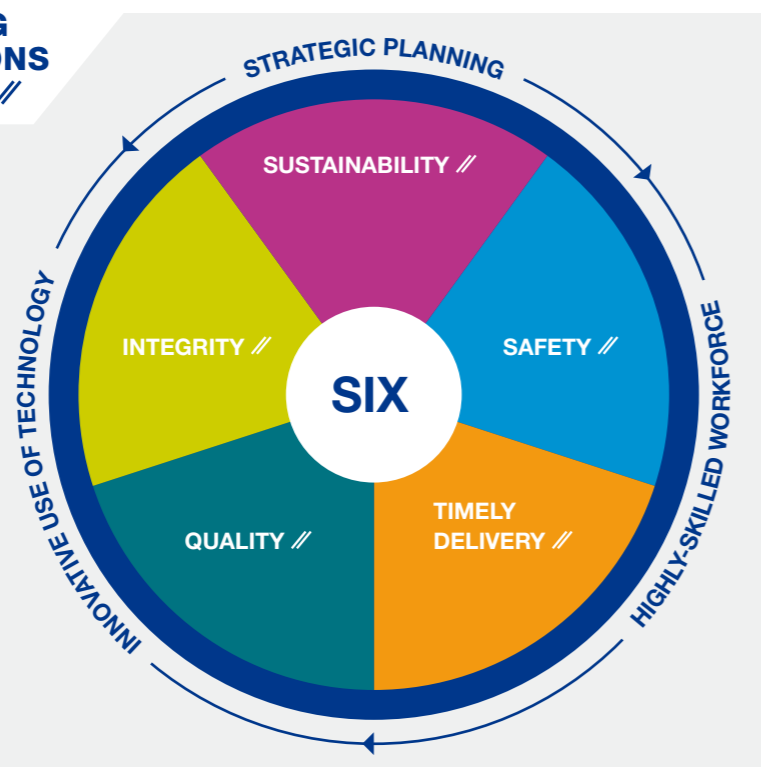 G
ONS
//
STRATEGIC PLANNING
SUSTAINABILITY //
INTEGRITY //
SAFETY //
SIX
QUALITY //
TIMELY
DELIVERY //
INNOVATIVE USE OF TECHNOLOGY
HIGHLY-SKILLED WORKFORCE